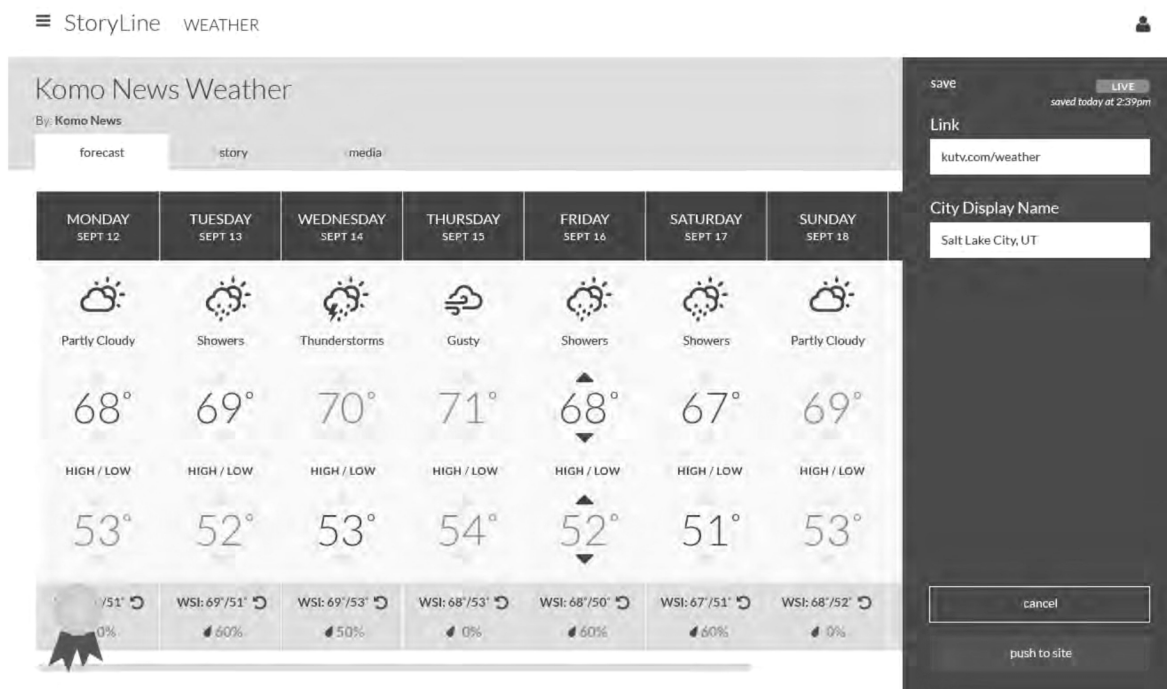 StoryLine WEATHER
Komo News Weather
By: Komo News
forecast story media
MONDAY TUESDAY WEDNESDAY THURSDAY FRIDAY SATURDAY SUNDAY
SEPT 12 SEPT 13 SEPT 14 SEPT 15 SEPT 16 SEPT 17 SEPT 18
Partly Cloudy Showers Thunderstorms Gusty Showers Showers Partly Cloudy
68° 69° 70° 71° 68° 67° 69°
HIGH / LOW HIGH / LOW HIGH / LOW HIGH / LOW HIGH / LOW HIGH / LOW HIGH / LOW
53° 52° 53° 54° 52° 51° 53°
/51° WSI: 69°/51° WSI: 69°/53° WSI: 68°/53° WSI: 68°/50° WSI: 67°/51° WSI: 68°/52°
0% 60% 50% 0% 60% 60% 0%
save LIVE
saved today at 2:39pm
Link
kutv.com/weather
City Display Name
Salt Lake City, UT
cancel
push to site